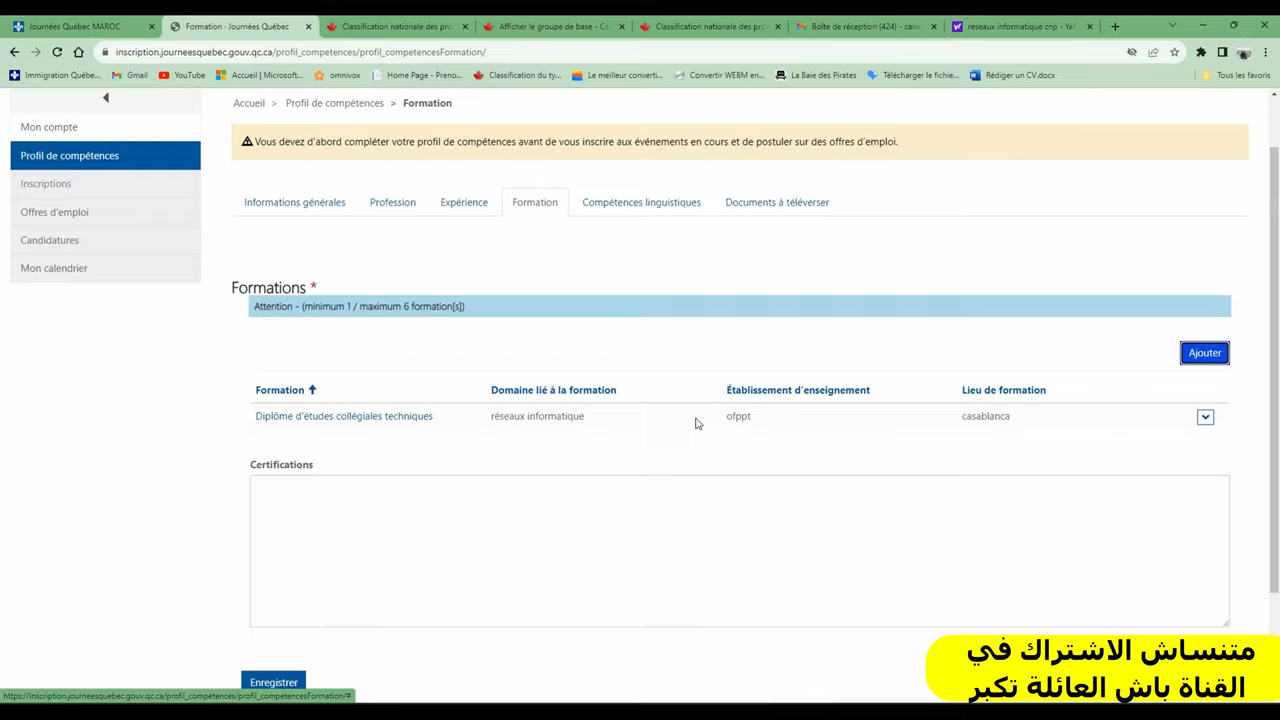 Journées Québec MAROC
Formation - Journées Québec
Classification nationale des pro
Afficher le groupe de base - Ca
Classification nationale des pro
Boîte de réception (424) - cana
reseaux informatique cnp - Yah
inscription.journeesquebec.gouv.qc.ca/profil_competences/profil_competencesFormation/
Immigration Québe...
Gmail
YouTube
Accueil | Microsoft...
omnivox
Home Page - Preno...
Classification du ty...
Le meilleur converti...
Convertir WEBM en...
La Baie des Pirates
Télécharger le fichie...
Rédiger un CV.docx
Tous les favoris
Accueil > Profil de compétences > Formation
Mon compte
Profil de compétences
Inscriptions
Offres d'emploi
Candidatures
Mon calendrier
Vous devez d'abord compléter votre profil de compétences avant de vous inscrire aux événements en cours et de postuler sur des offres d'emploi.
Informations générales
Profession
Expérience
Formation
Compétences linguistiques
Documents à téléverser
Formations *
Attention - (minimum 1 / maximum 6 formation[s])
Ajouter
Formation Domaine lié à la formation Établissement d'enseignement Lieu de formation
Diplôme d'études collégiales techniques réseaux informatique ofppt casablanca
Certifications
Enregistrer
https://inscription.journeesquebec.gouv.qc.ca/profil_competences/profil_competencesFormation/#
متنساش الاشتراك في
القناة باش العائلة تكبر